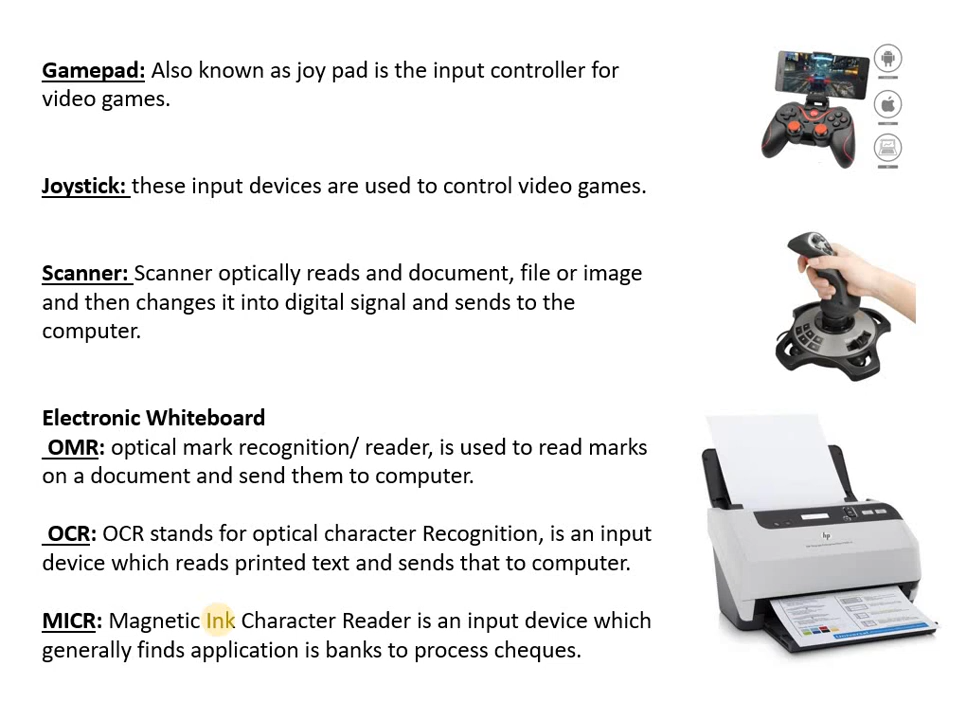 Gamepad: Also known as joy pad is the input controller for
video games.
Joystick: these input devices are used to control video games.
Scanner: Scanner optically reads and document, file or image
and then changes it into digital signal and sends to the
computer.
Electronic Whiteboard
OMR: optical mark recognition/ reader, is used to read marks
on a document and send them to computer.
OCR: OCR stands for optical character Recognition, is an input
device which reads printed text and sends that to computer.
MICR: Magnetic Ink Character Reader is an input device which
generally finds application is banks to process cheques.
hp